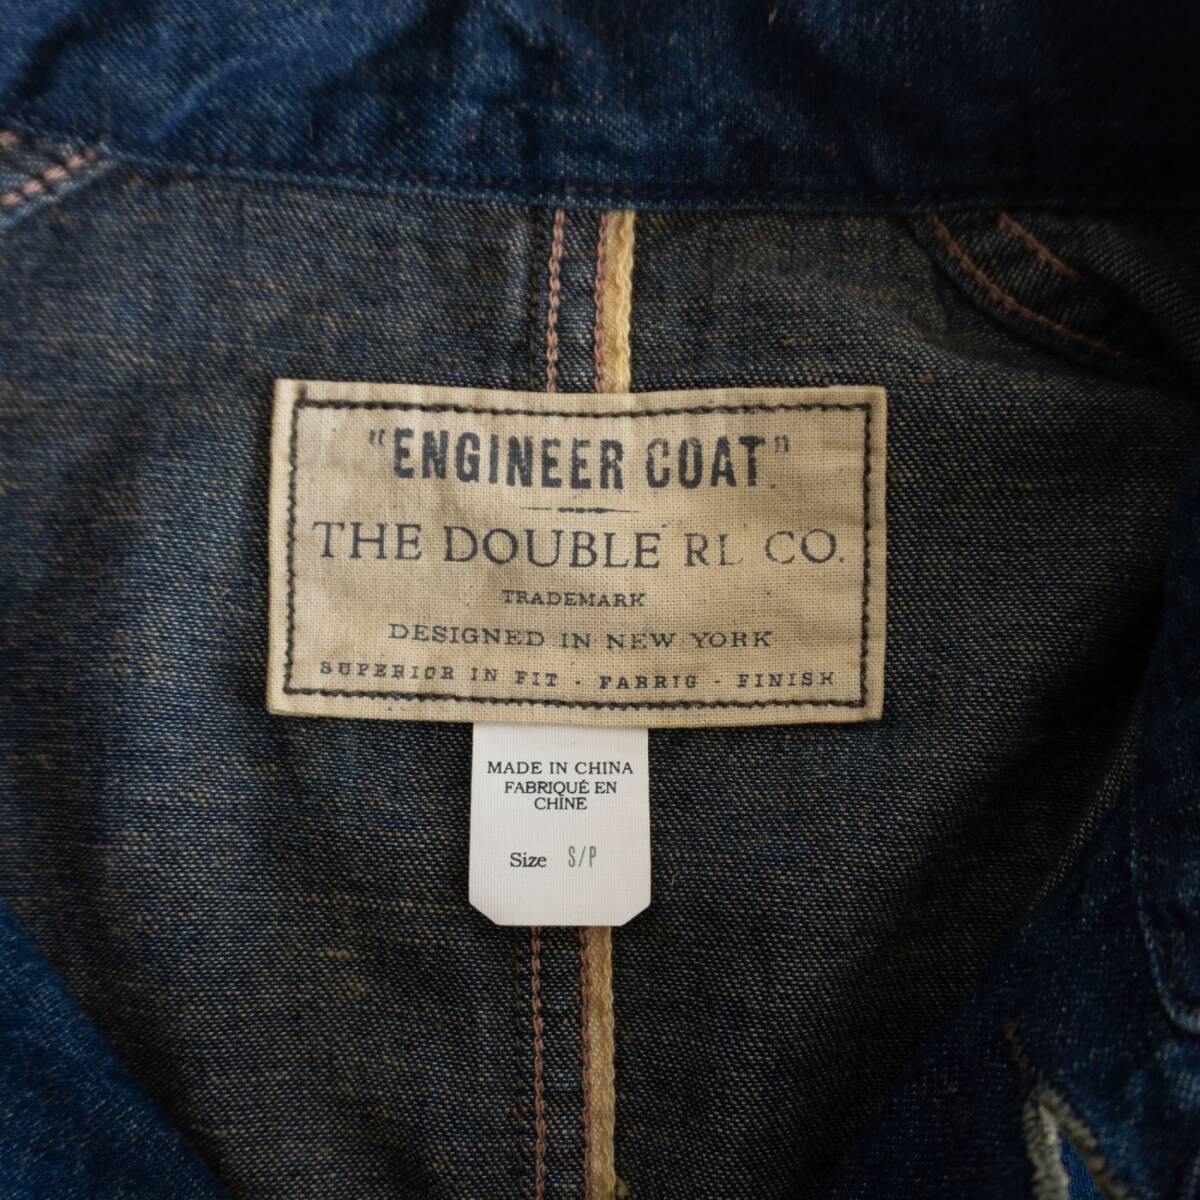 "ENGINEER COAT"
THE DOUBLE RL CO.
TRADEMARK
DESIGNED IN NEW YORK
SUPERIOR IN FIT - FABRIC - FINISH
MADE IN CHINA
FABRIQUÉ EN
CHINE
Size S/P